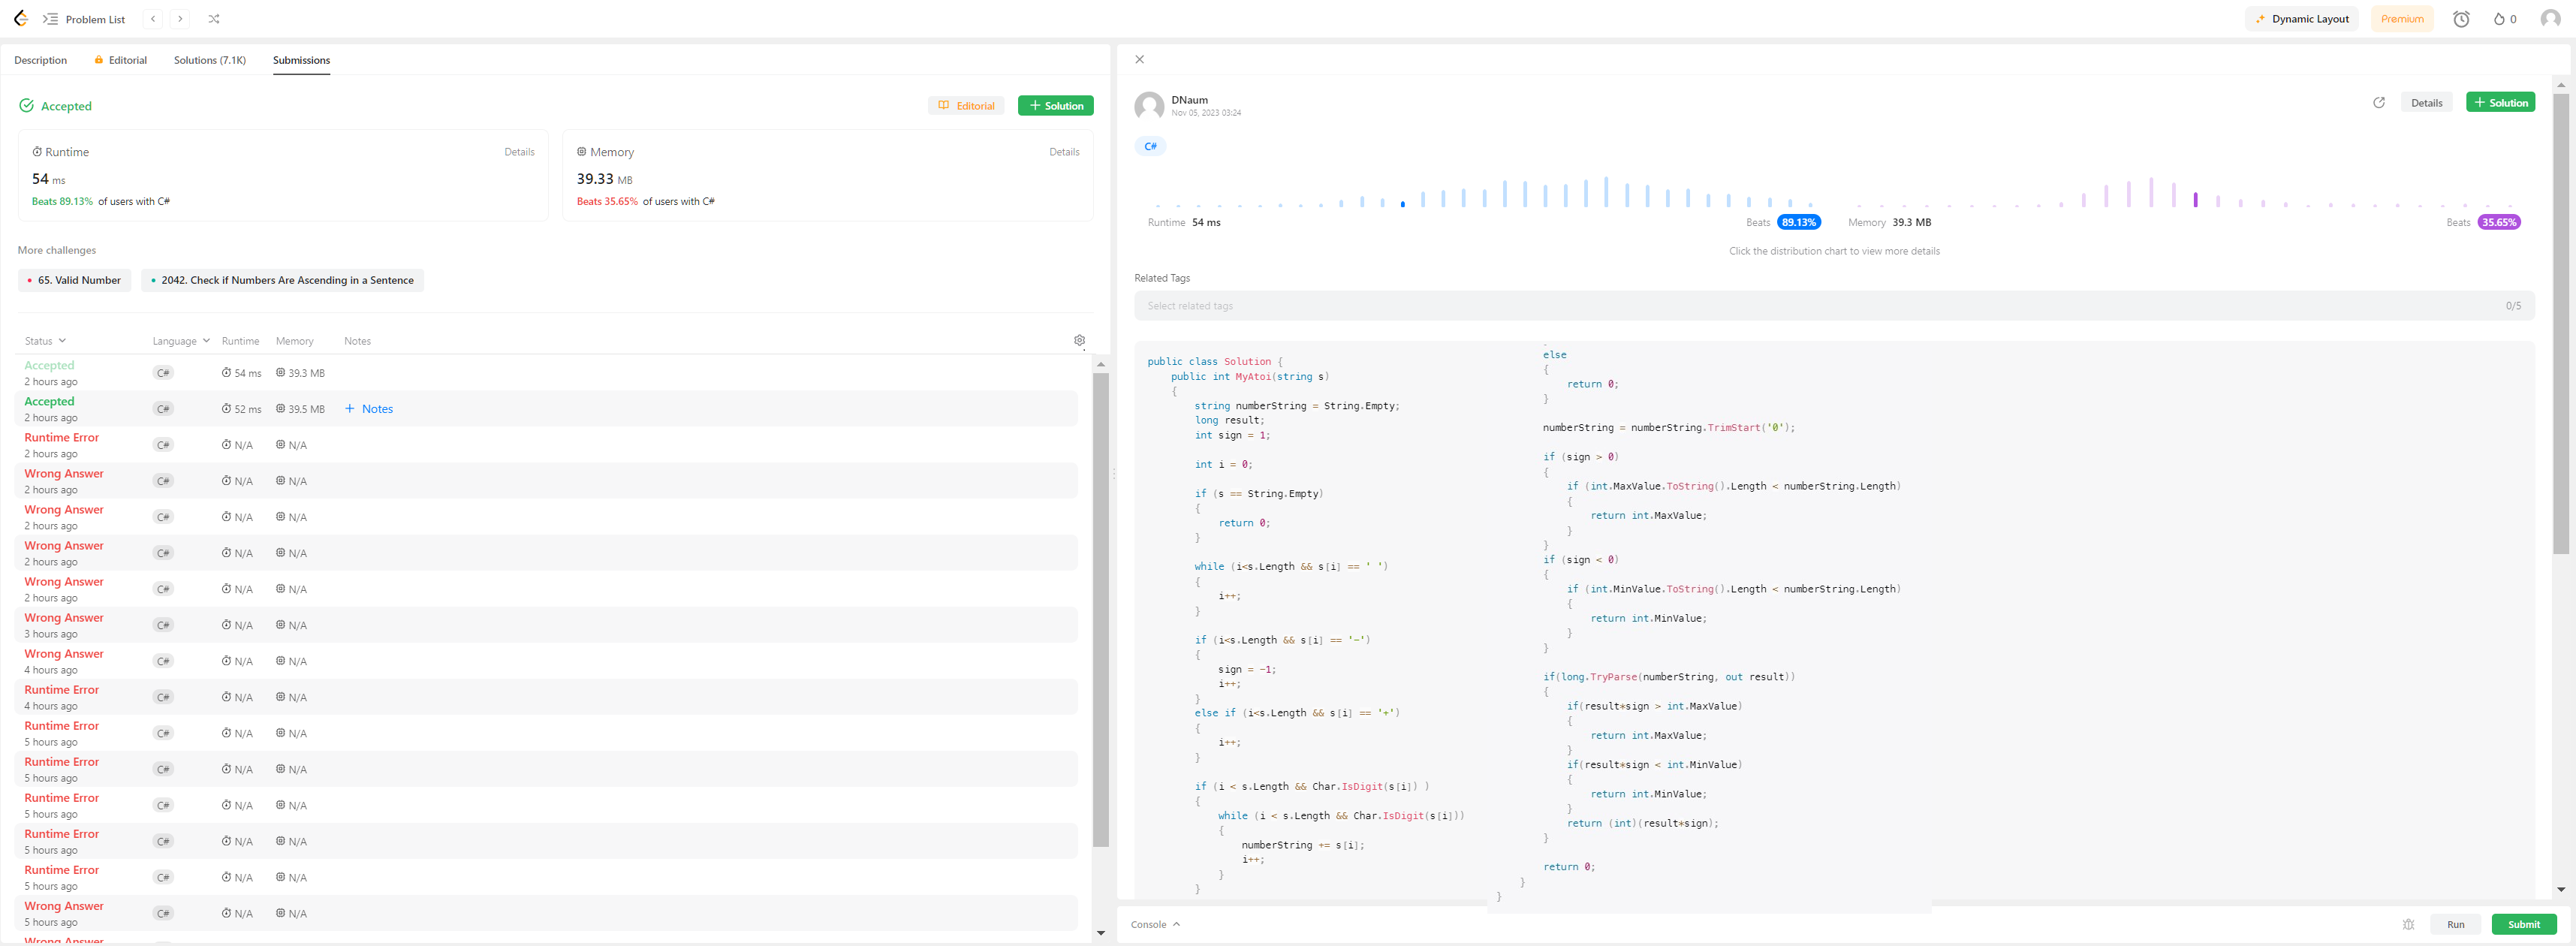 Problem List
Dynamic Layout
Premium
0
Description
Editorial
Solutions (7.1K)
Submissions
Accepted
Editorial
+ Solution
Runtime
Details
54 ms
Beats 89.13% of users with C#
Memory
Details
39.33 MB
Beats 35.65% of users with C#
More challenges
65. Valid Number
2042. Check if Numbers Are Ascending in a Sentence
Status Language Runtime Memory Notes
Accepted
2 hours ago
C# 54 ms 39.3 MB
Accepted
2 hours ago
C# 52 ms 39.5 MB + Notes
Runtime Error
2 hours ago
C# N/A N/A
Wrong Answer
2 hours ago
C# N/A N/A
Wrong Answer
2 hours ago
C# N/A N/A
Wrong Answer
2 hours ago
C# N/A N/A
Wrong Answer
2 hours ago
C# N/A N/A
Wrong Answer
3 hours ago
C# N/A N/A
Wrong Answer
4 hours ago
C# N/A N/A
Runtime Error
4 hours ago
C# N/A N/A
Runtime Error
5 hours ago
C# N/A N/A
Runtime Error
5 hours ago
C# N/A N/A
Runtime Error
5 hours ago
C# N/A N/A
Runtime Error
5 hours ago
C# N/A N/A
Runtime Error
5 hours ago
C# N/A N/A
Wrong Answer
5 hours ago
C# N/A N/A
Wrong Answer
DNaum
Nov 05, 2023 03:24
Details
+ Solution
C#
Runtime 54 ms
Beats 89.13%
Memory 39.3 MB
Beats 35.65%
Click the distribution chart to view more details
Related Tags
Select related tags
0/5
public class Solution {
public int MyAtoi(string s)
{
string numberString = String.Empty;
long result;
int sign = 1;
int i = 0;
if (s == String.Empty)
{
return 0;
}
while (i<s.Length && s[i] == ' ')
{
i++;
}
if (i<s.Length && s[i] == '-')
{
sign = -1;
i++;
}
else if (i<s.Length && s[i] == '+')
{
i++;
}
if (i < s.Length && Char.IsDigit(s[i]) )
{
while (i < s.Length && Char.IsDigit(s[i]))
{
numberString += s[i];
i++;
}
}
else
{
return 0;
}
numberString = numberString.TrimStart('0');
if (sign > 0)
{
if (int.MaxValue.ToString().Length < numberString.Length)
{
return int.MaxValue;
}
}
if (sign < 0)
{
if (int.MinValue.ToString().Length < numberString.Length)
{
return int.MinValue;
}
}
if(long.TryParse(numberString, out result))
{
if(result*sign > int.MaxValue)
{
return int.MaxValue;
}
if(result*sign < int.MinValue)
{
return int.MinValue;
}
return (int)(result*sign);
}
return 0;
}
}
Console
Run
Submit